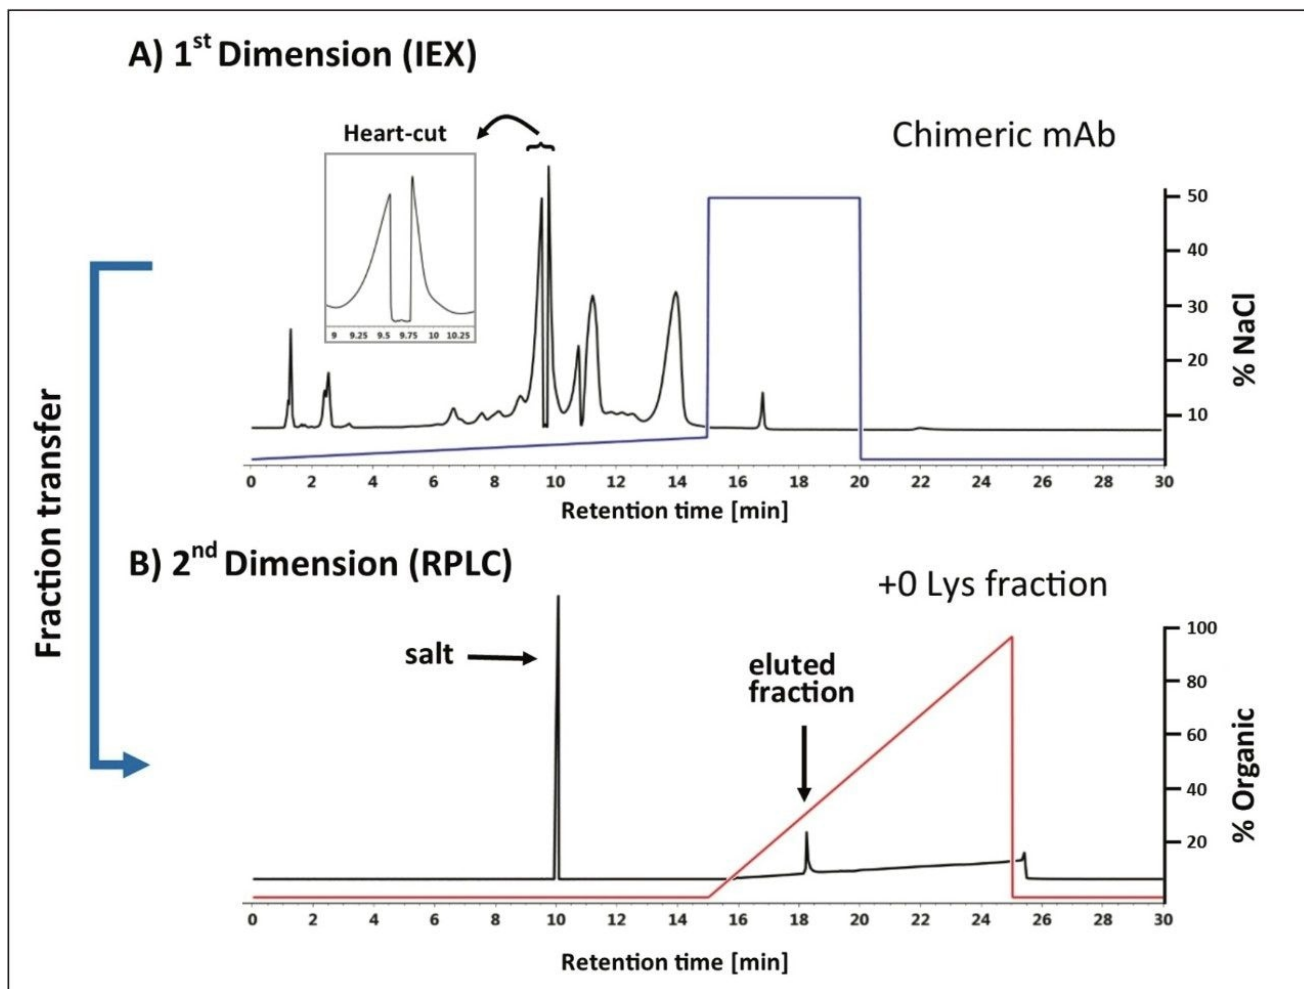 A) 1st Dimension (IEX)
Heart-cut
Chimeric mAb
9 9.25 9.5 9.75 10 10.25
50
40
30
20
10
% NaCl
0 2 4 6 8 10 12 14 16 18 20 22 24 26 28 30
Retention time [min]
Fraction transfer
B) 2nd Dimension (RPLC)
+0 Lys fraction
salt
eluted
fraction
100
80
60
40
20
% Organic
0 2 4 6 8 10 12 14 16 18 20 22 24 26 28 30
Retention time [min]